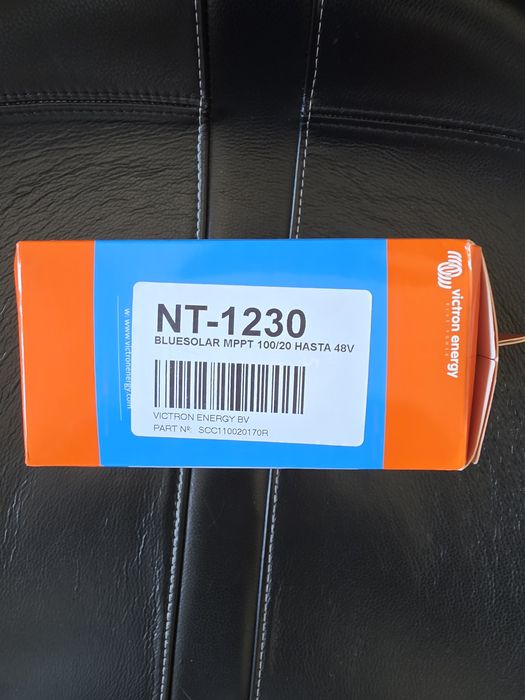 NT-1230
BLUESOLAR MPPT 100/20 HASTA 48V
VICTRON ENERGY BV
PART Nº: SCC110020170R
www.victronenergy.com
victron energy